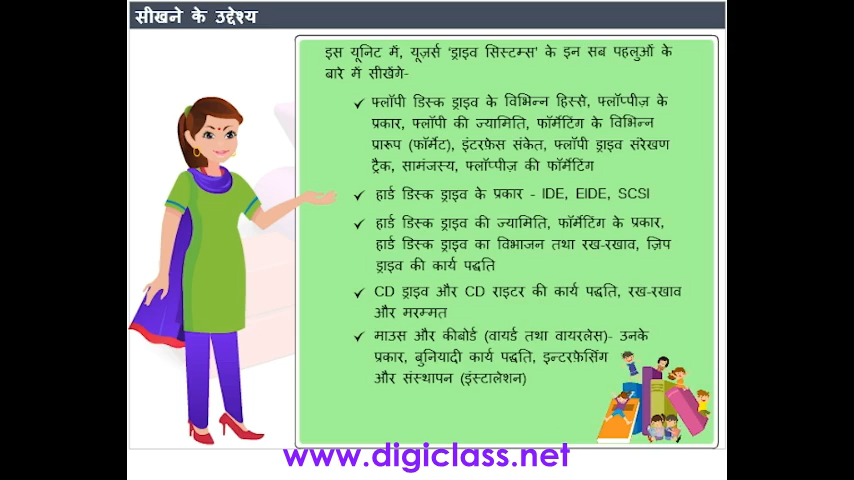 सीखने के उद्देश्य
इस यूनिट में, यूज़र्स ‘ड्राइव सिस्टम्स’ के इन सब पहलुओं के
बारे में सीखेंगे-
✓ फ्लॉपी डिस्क ड्राइव के विभिन्न हिस्से, फ्लॉप्पीज़ के
प्रकार, फ्लॉपी की ज्यामिति, फॉर्मेटिंग के विभिन्न
प्रारूप (फॉर्मेट), इंटरफ़ेस संकेत, फ्लॉपी ड्राइव संरेखण
ट्रैक, सामंजस्य, फ्लॉप्पीज़ की फॉर्मेटिंग
✓ हार्ड डिस्क ड्राइव के प्रकार - IDE, EIDE, SCSI
✓ हार्ड डिस्क ड्राइव की ज्यामिति, फॉर्मेटिंग के प्रकार,
हार्ड डिस्क ड्राइव का विभाजन तथा रख-रखाव, ज़िप
ड्राइव की कार्य पद्धति
✓ CD ड्राइव और CD राइटर की कार्य पद्धति, रख-रखाव
और मरम्मत
✓ माउस और कीबोर्ड (वायर्ड तथा वायरलेस)- उनके
प्रकार, बुनियादी कार्य पद्धति, इन्टरफ़ेसिंग
और संस्थापन (इंस्टालेशन)
www.digiclass.net